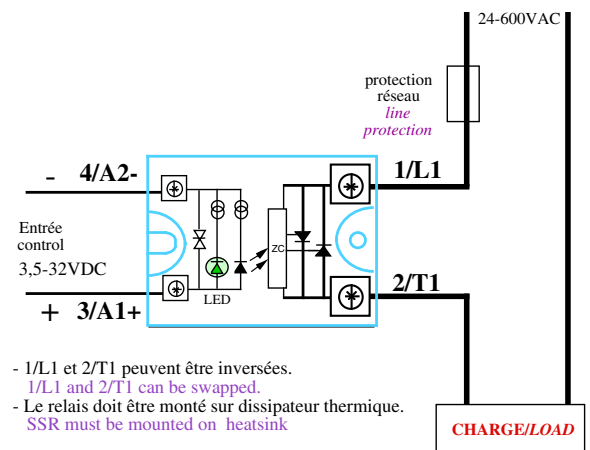 24-600VAC
protection
réseau
line
protection
4/A2-
1/L1
-
Entrée
control
3,5-32VDC
ZC
LED
2/T1
+ 3/A1+
- 1/L1 et 2/T1 peuvent être inversées.
1/L1 and 2/T1 can be swapped.
- Le relais doit être monté sur dissipateur thermique.
SSR must be mounted on heatsink
CHARGE/LOAD